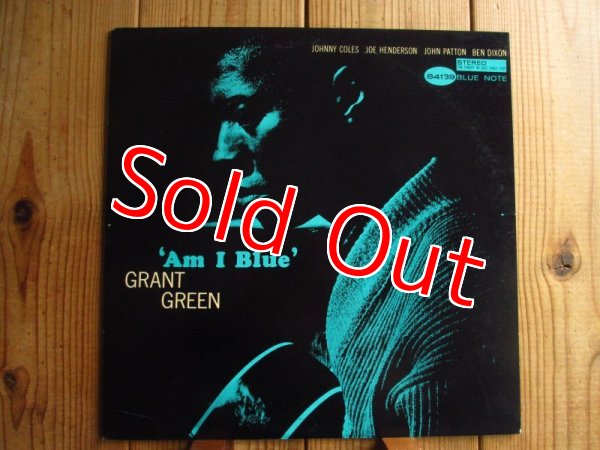 JOHNNY COLES JOE HENDERSON JOHN PATTON BEN DIXON
STEREO
84139 BLUE NOTE
Sold Out
'Am I Blue'
GRANT
GREEN